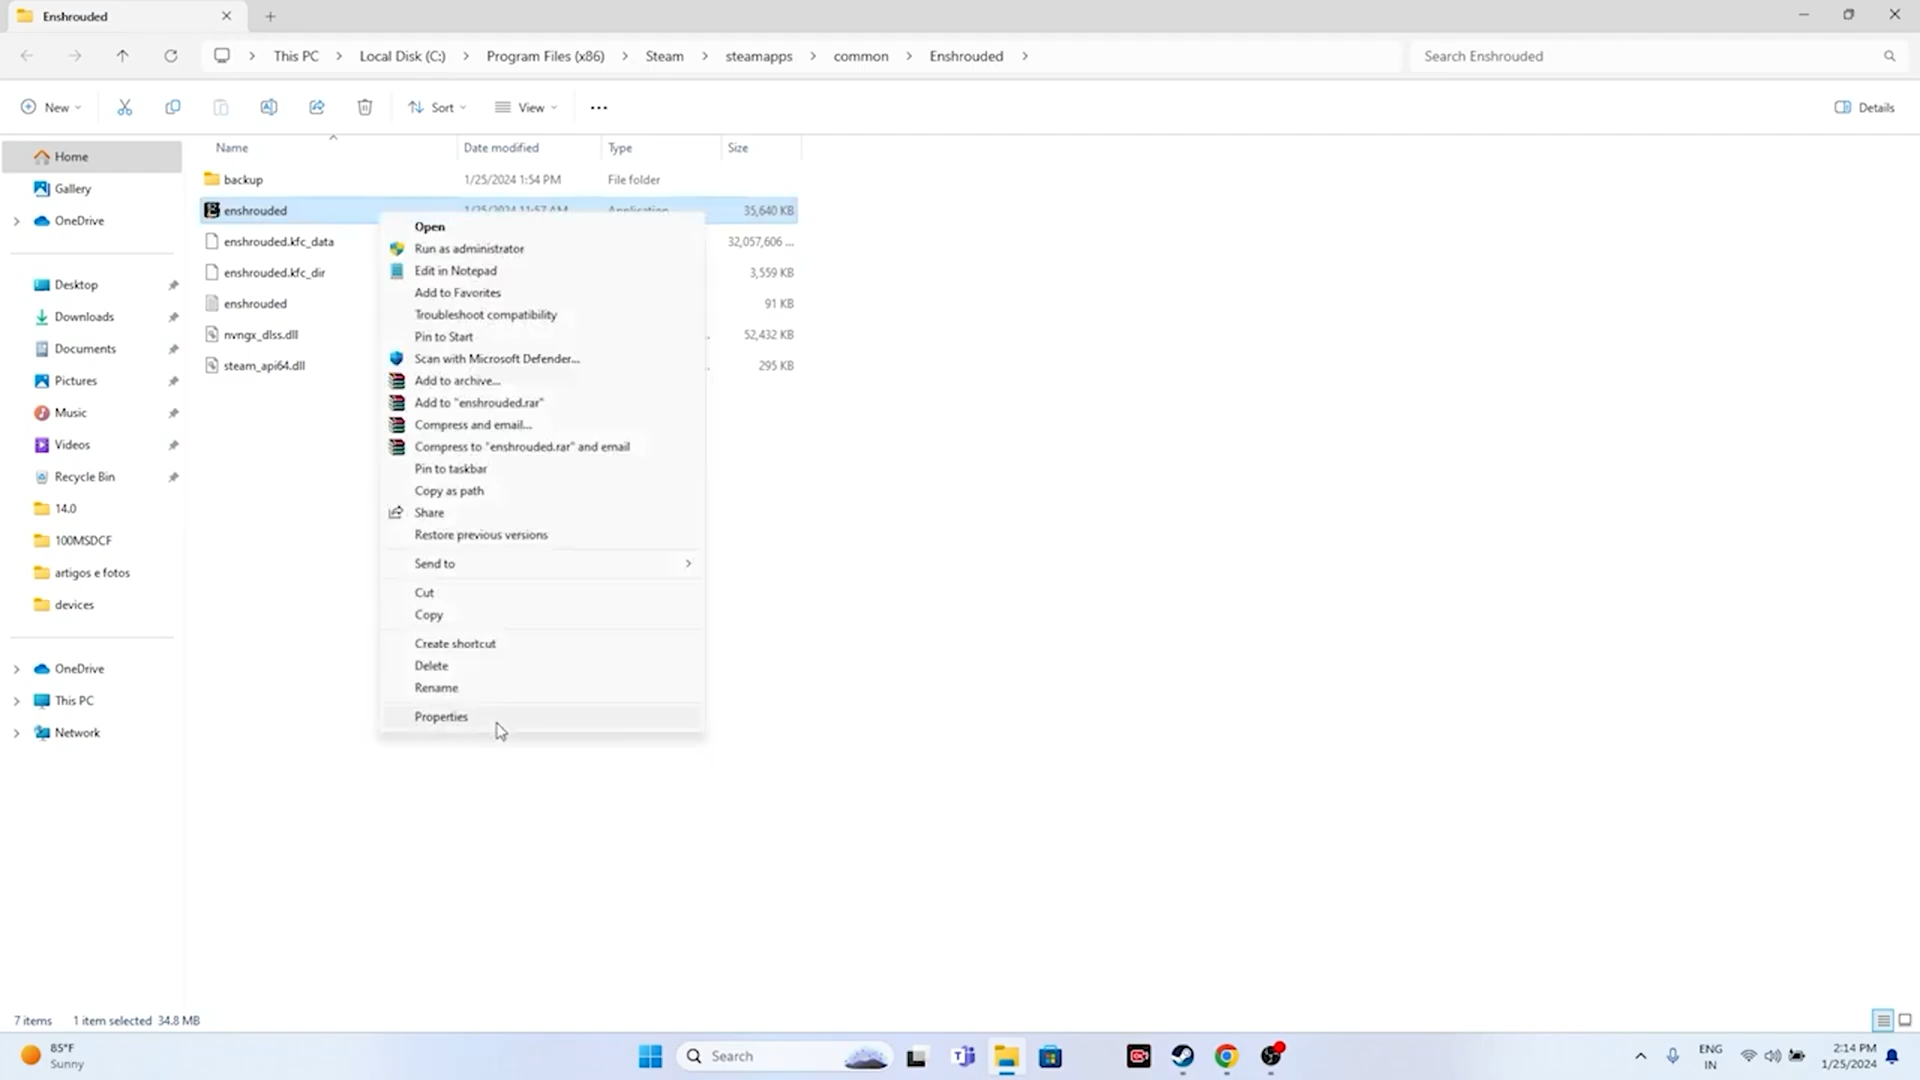 Enshrouded
This PC > Local Disk (C:) > Program Files (x86) > Steam > steamapps > common > Enshrouded >
Search Enshrouded
New
Sort
View
Details
Name
Date modified
Type
Size
Home
Gallery
OneDrive
Desktop
Downloads
Documents
Pictures
Music
Videos
Recycle Bin
14.0
100MSDCF
artigos e fotos
devices
OneDrive
This PC
Network
backup 1/25/2024 1:54 PM File folder
enshrouded 1/25/2024 11:57 AM Application 35,640 KB
enshrouded.kfc_data 32,057,606 ...
enshrouded.kfc_dir 3,559 KB
enshrouded 91 KB
nvngx_dlss.dll 52,432 KB
steam_api64.dll 295 KB
Open
Run as administrator
Edit in Notepad
Add to Favorites
Troubleshoot compatibility
Pin to Start
Scan with Microsoft Defender...
Add to archive...
Add to "enshrouded.rar"
Compress and email...
Compress to "enshrouded.rar" and email
Pin to taskbar
Copy as path
Share
Restore previous versions
Send to
Cut
Copy
Create shortcut
Delete
Rename
Properties
7 items 1 item selected 34.8 MB
85°F
Sunny
Search
ENG
IN
2:14 PM
1/25/2024